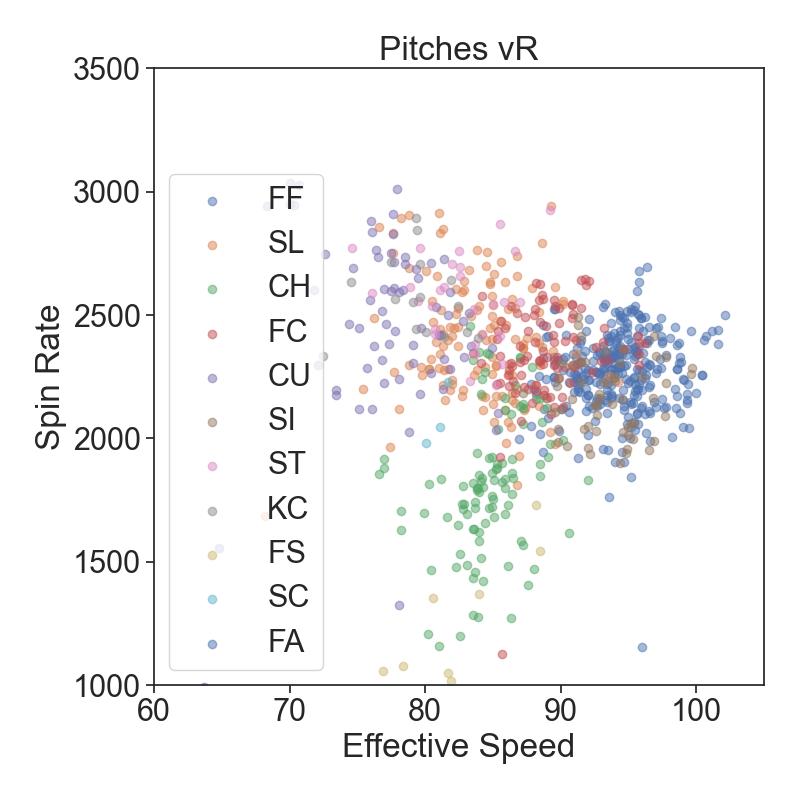 Pitches vR
3500
3000
2500
2000
1500
1000
Spin Rate
FF
SL
CH
FC
CU
SI
ST
KC
FS
SC
FA
60 70 80 90 100
Effective Speed